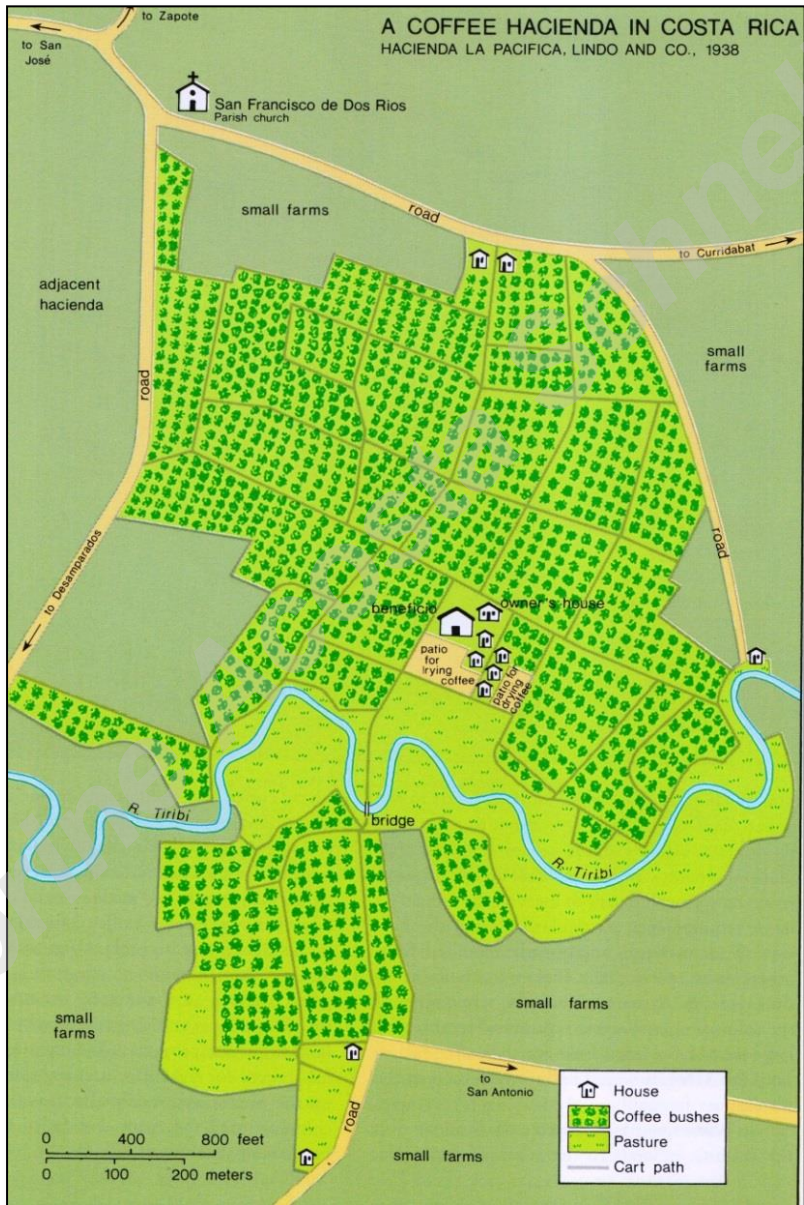 A COFFEE HACIENDA IN COSTA RICA
HACIENDA LA PACIFICA, LINDO AND CO., 1938
to Zapote
to San
José
San Francisco de Dos Rios
Parish church
small farms
road
to Curridabat
adjacent
hacienda
small
farms
road
road
to Desamparados
beneficio
owner's house
patio
for
rying
coffee
patio for
drying
coffee
R. Tiribí
bridge
R. Tiribí
small
farms
small farms
to
San Antonio
road
small farms
House
Coffee bushes
Pasture
Cart path
0 400 800 feet
0 100 200 meters